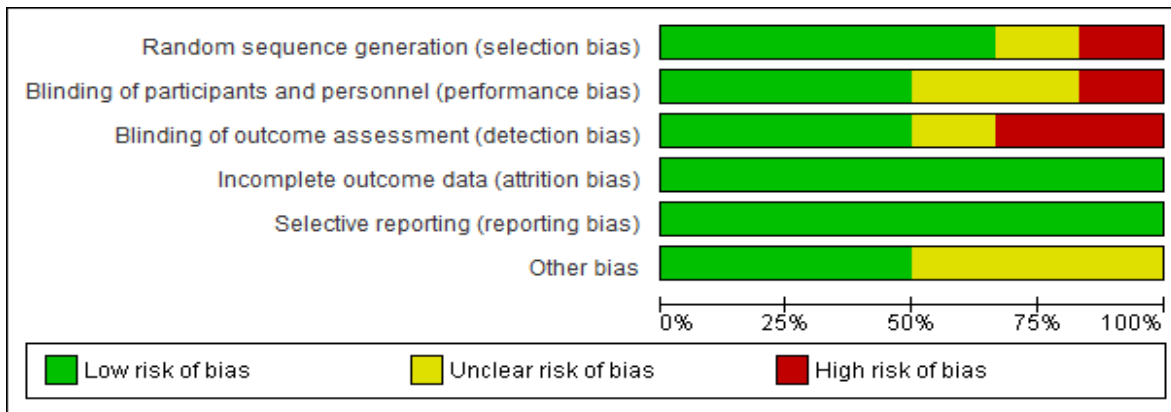 Random sequence generation (selection bias)
Blinding of participants and personnel (performance bias)
Blinding of outcome assessment (detection bias)
Incomplete outcome data (attrition bias)
Selective reporting (reporting bias)
Other bias
0% 25% 50% 75% 100%
Low risk of bias Unclear risk of bias High risk of bias